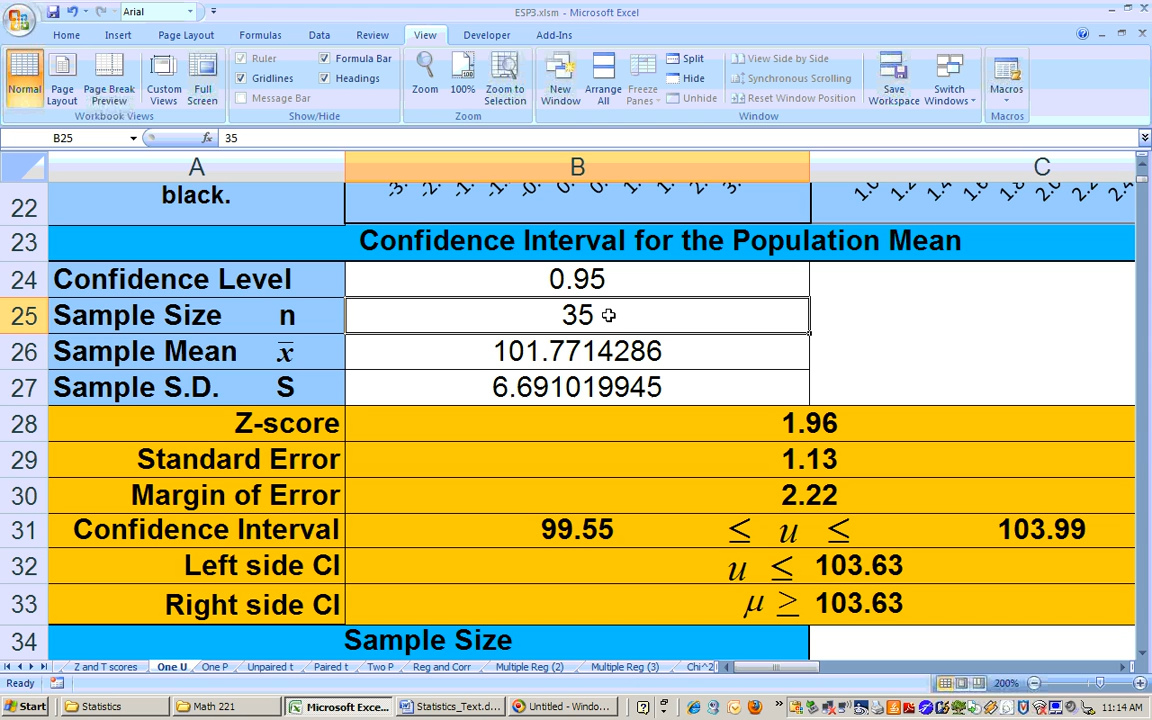 Arial
ESP3.xlsm - Microsoft Excel
Home Insert Page Layout Formulas Data Review View Developer Add-Ins
Normal
Page Layout
Page Break Preview
Custom Views
Full Screen
Workbook Views
Ruler
Formula Bar
Gridlines
Headings
Message Bar
Show/Hide
Zoom
100%
Zoom to Selection
Zoom
New Window
Arrange All
Freeze Panes
Split
Hide
Unhide
View Side by Side
Synchronous Scrolling
Reset Window Position
Save Workspace
Switch Windows
Window
Macros
Macros
B25 fx 35
A B C
22 black.
23 Confidence Interval for the Population Mean
24 Confidence Level 0.95
25 Sample Size n 35
26 Sample Mean x̄ 101.7714286
27 Sample S.D. S 6.691019945
28 Z-score 1.96
29 Standard Error 1.13
30 Margin of Error 2.22
31 Confidence Interval 99.55 ≤ u ≤ 103.99
32 Left side CI u ≤ 103.63
33 Right side CI μ ≥ 103.63
34 Sample Size
Z and T scores One U One P Unpaired t Paired t Two P Reg and Corr Multiple Reg (2) Multiple Reg (3) Chi^2
Ready 200%
Start Statistics Math 221 Microsoft Exce... Statistics_Text.d... Untitled - Windo... 11:14 AM